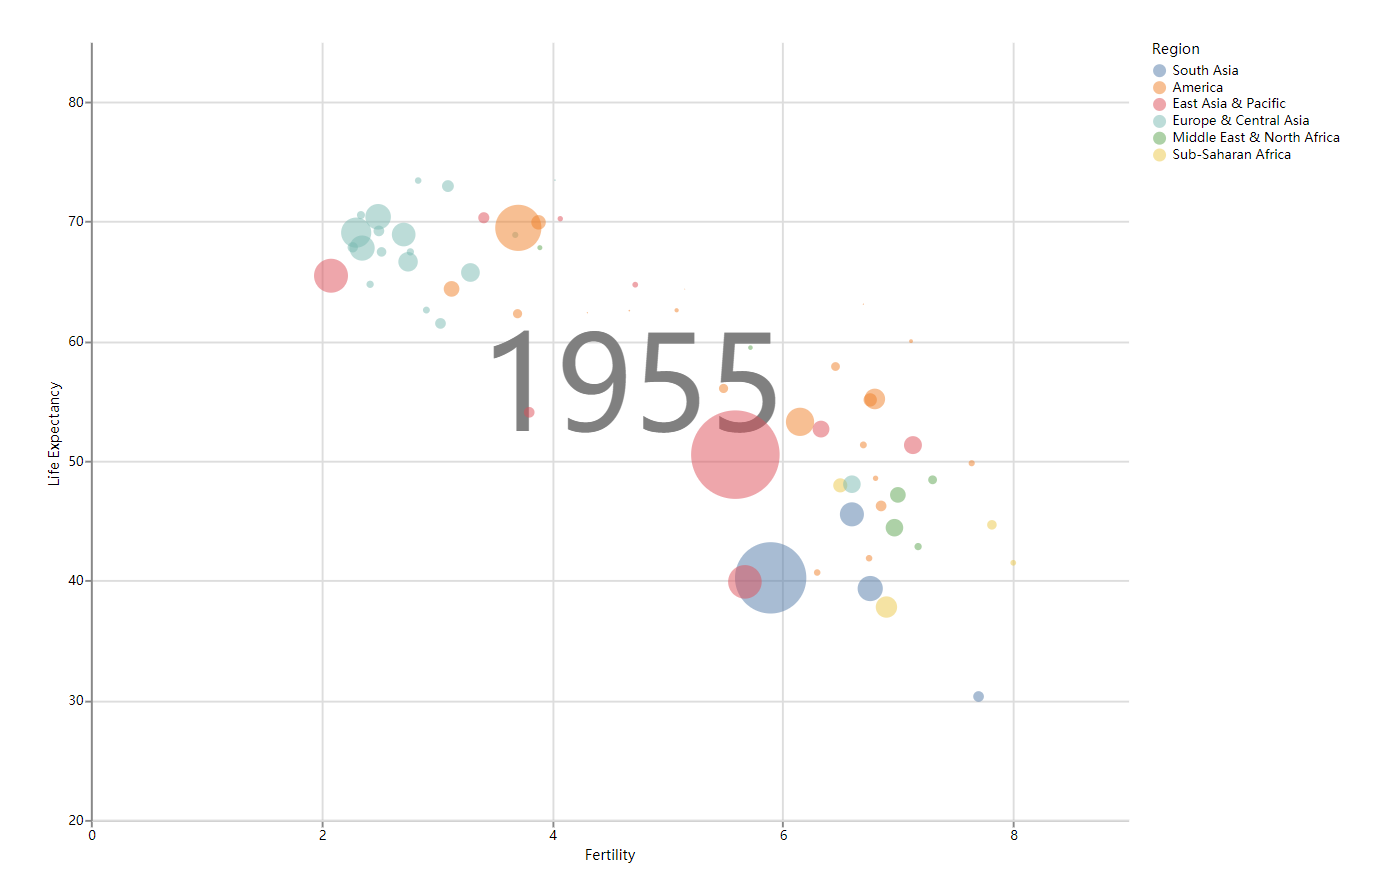 Region
South Asia
America
East Asia & Pacific
Europe & Central Asia
Middle East & North Africa
Sub-Saharan Africa
80
70
60
50
40
30
20
Life Expectancy
1955
0 2 4 6 8
Fertility